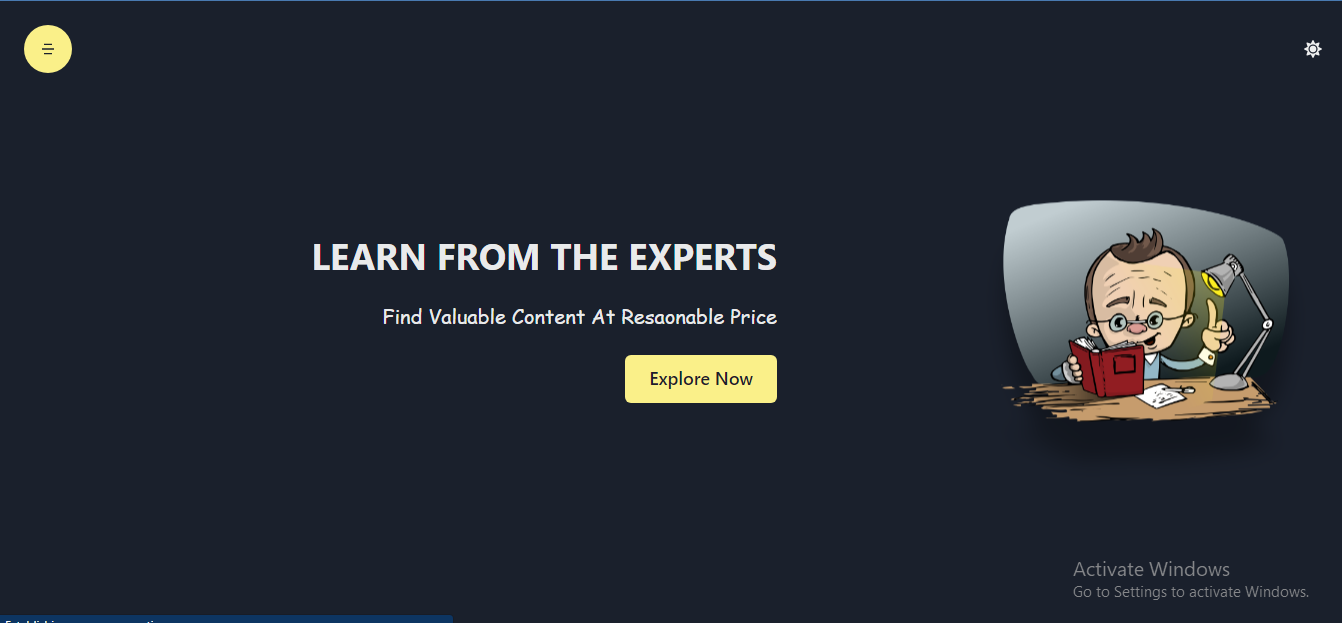 LEARN FROM THE EXPERTS
Find Valuable Content At Resaonable Price
Explore Now
Activate Windows
Go to Settings to activate Windows.